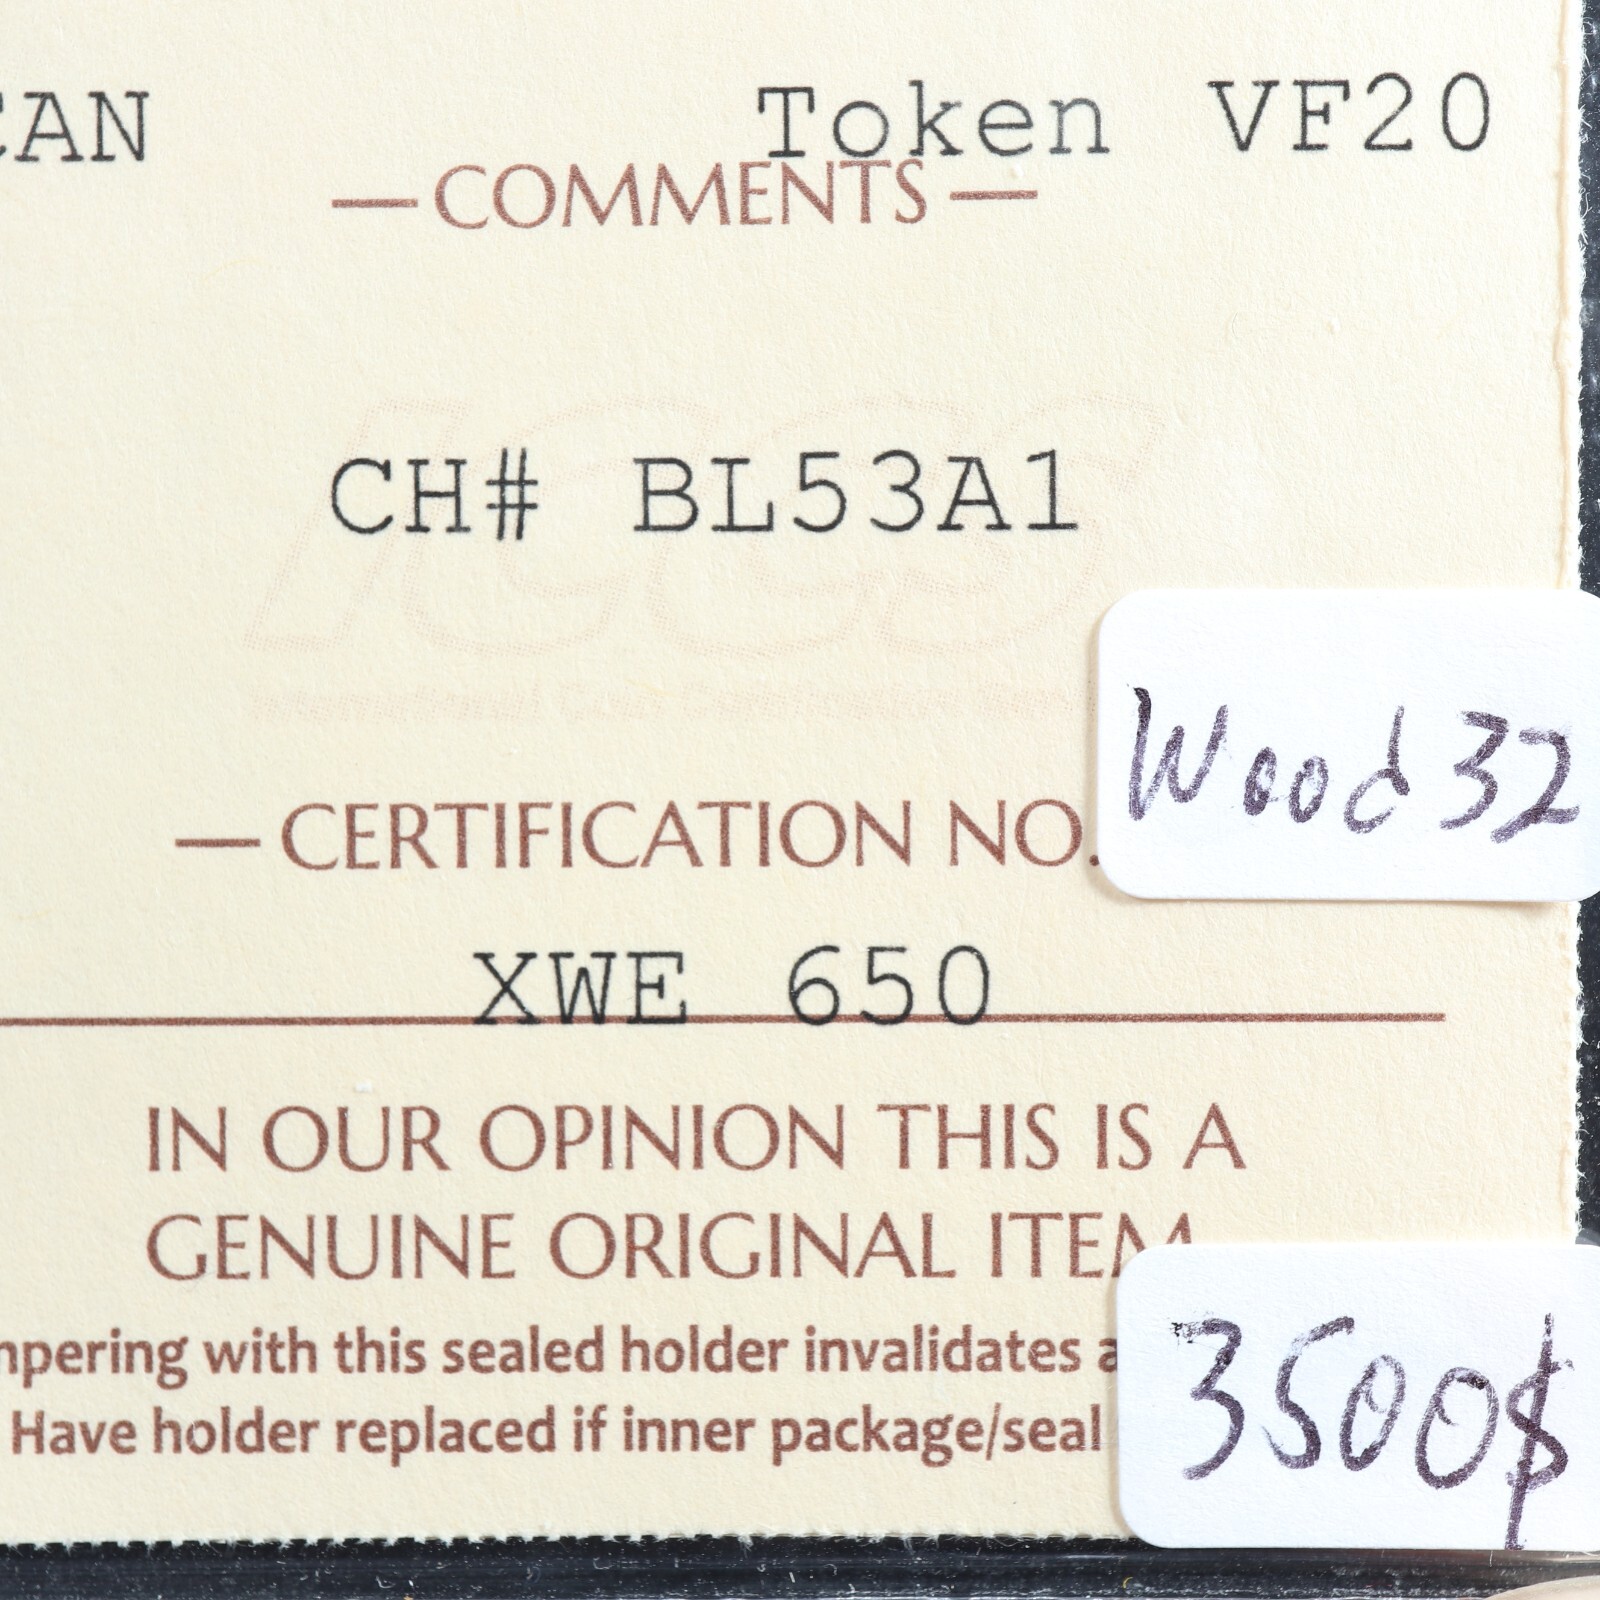 CAN Token VF20
— COMMENTS —
ICCS
CH# BL53A1
Wood 32
— CERTIFICATION NO.
XWE 650
IN OUR OPINION THIS IS A
GENUINE ORIGINAL ITEM
mpering with this sealed holder invalidates a
Have holder replaced if inner package/seal
3500$